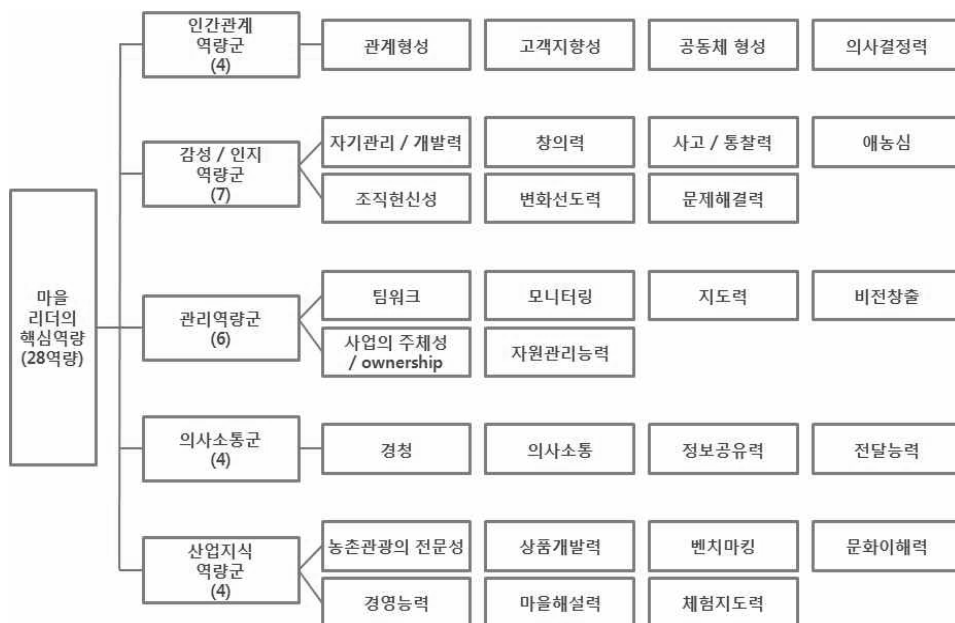 인간관계
역량군
(4)
관계형성
고객지향성
공동체 형성
의사결정력
감성 / 인지
역량군
(7)
자기관리 / 개발력
창의력
사고 / 통찰력
애농심
조직헌신성
변화선도력
문제해결력
마을
리더의
핵심역량
(28역량)
관리역량군
(6)
팀워크
모니터링
지도력
비전창출
사업의 주체성
/ ownership
자원관리능력
의사소통군
(4)
경청
의사소통
정보공유력
전달능력
산업지식
역량군
(4)
농촌관광의 전문성
상품개발력
벤치마킹
문화이해력
경영능력
마을해설력
체험지도력